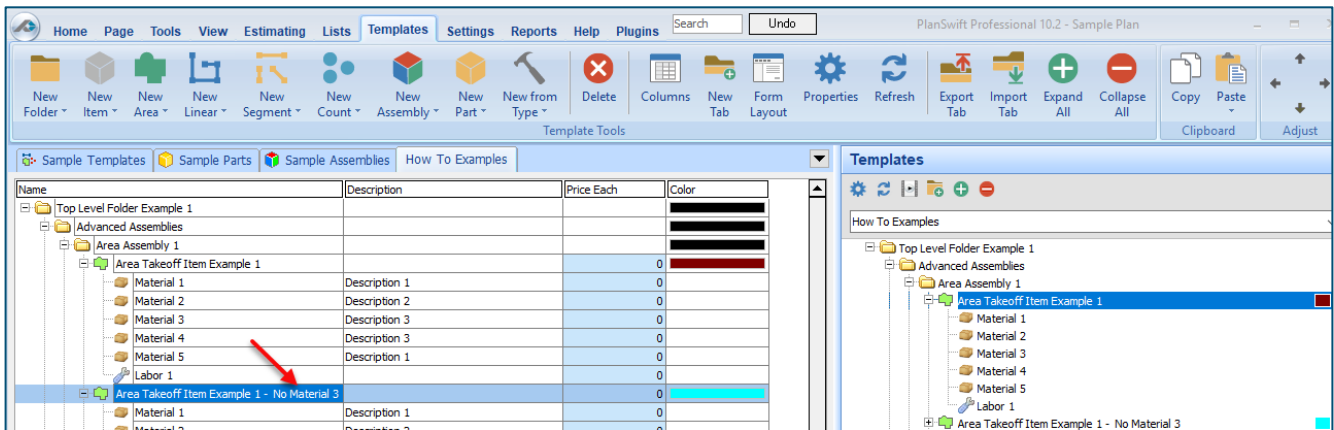 Home Page Tools View Estimating Lists Templates Settings Reports Help Plugins Search Undo PlanSwift Professional 10.2 - Sample Plan
New Folder
New Item
New Area
New Linear
New Segment
New Count
New Assembly
New Part
New from Type
Delete
Columns
New Tab
Form Layout
Properties
Refresh
Export Tab
Import Tab
Expand All
Collapse All
Copy
Paste
Template Tools
Clipboard
Adjust
Sample Templates Sample Parts Sample Assemblies How To Examples
Name Description Price Each Color
Top Level Folder Example 1
Advanced Assemblies
Area Assembly 1
Area Takeoff Item Example 1 0
Material 1 Description 1 0
Material 2 Description 2 0
Material 3 Description 3 0
Material 4 Description 3 0
Material 5 Description 1 0
Labor 1 0
Area Takeoff Item Example 1 - No Material 3 0
Material 1 Description 1 0
Material 2 Description 2 0
Templates
How To Examples
Top Level Folder Example 1
Advanced Assemblies
Area Assembly 1
Area Takeoff Item Example 1
Material 1
Material 2
Material 3
Material 4
Material 5
Labor 1
Area Takeoff Item Example 1 - No Material 3